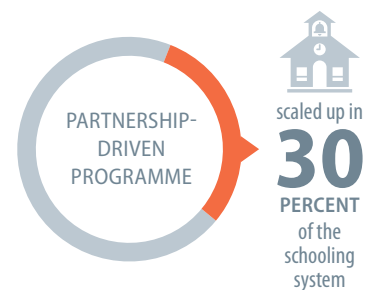 PARTNERSHIP-
DRIVEN
PROGRAMME
scaled up in
30
PERCENT
of the
schooling
system